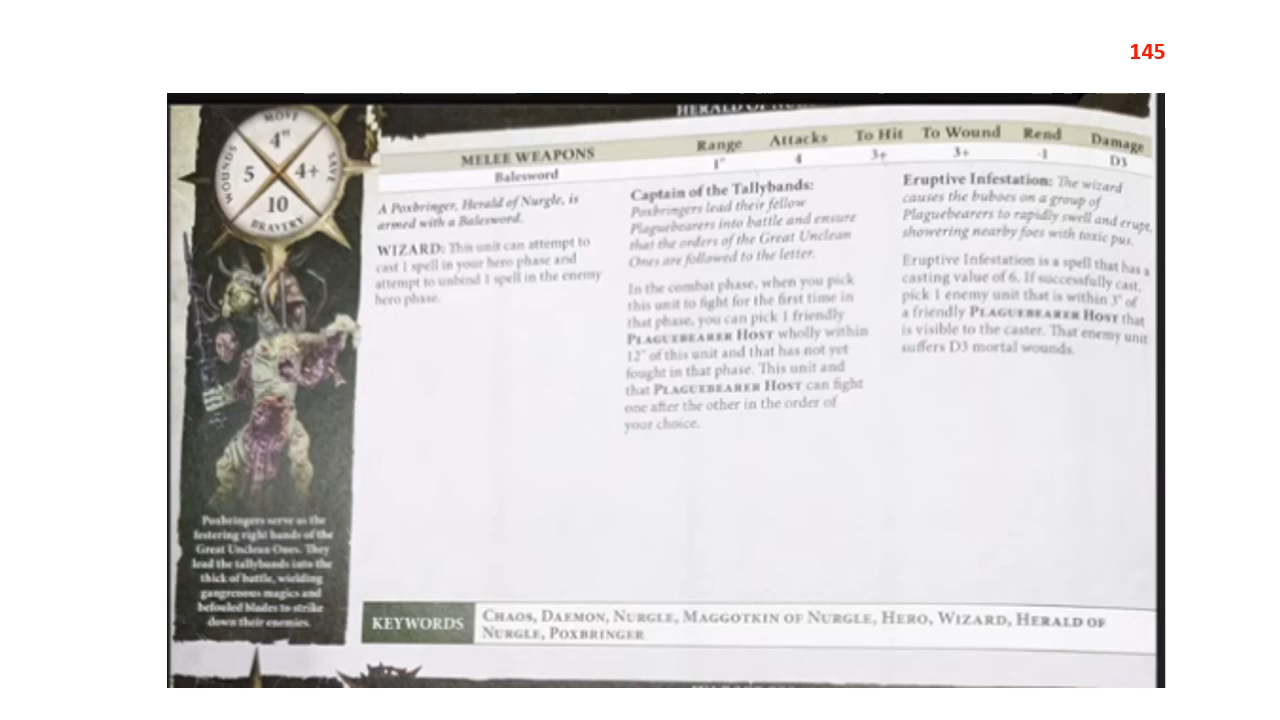 145
HERALD OF
MOVE
4"
WOUNDS
5
4+
SAVE
10
BRAVERY
MELEE WEAPONS Range Attacks To Hit To Wound Rend Damage
Balesword 1" 4 3+ 3+ -1 D3
A Poxbringer, Herald of Nurgle, is
armed with a Balesword.
WIZARD: This unit can attempt to
cast 1 spell in your hero phase and
attempt to unbind 1 spell in the enemy
hero phase.
Captain of the Tallybands:
Poxbringers lead their fellow
Plaguebearers into battle and ensure
that the orders of the Great Unclean
Ones are followed to the letter.
In the combat phase, when you pick
this unit to fight for the first time in
that phase, you can pick 1 friendly
PLAGUEBEARER HOST wholly within
12" of this unit and that has not yet
fought in that phase. This unit and
that PLAGUEBEARER HOST can fight
one after the other in the order of
your choice.
Eruptive Infestation: The wizard
causes the buboes on a group of
Plaguebearers to rapidly swell and erupt,
showering nearby foes with toxic pus.
Eruptive Infestation is a spell that has a
casting value of 6. If successfully cast,
pick 1 enemy unit that is within 3" of
a friendly PLAGUEBEARER HOST that
is visible to the caster. That enemy unit
suffers D3 mortal wounds.
Poxbringers serve as the
festering right hands of the
Great Unclean Ones. They
lead the tallybands into the
thick of battle, wielding
gangrenous magics and
befouled blades to strike
down their enemies.
KEYWORDS
CHAOS, DAEMON, NURGLE, MAGGOTKIN OF NURGLE, HERO, WIZARD, HERALD OF
NURGLE, POXBRINGER